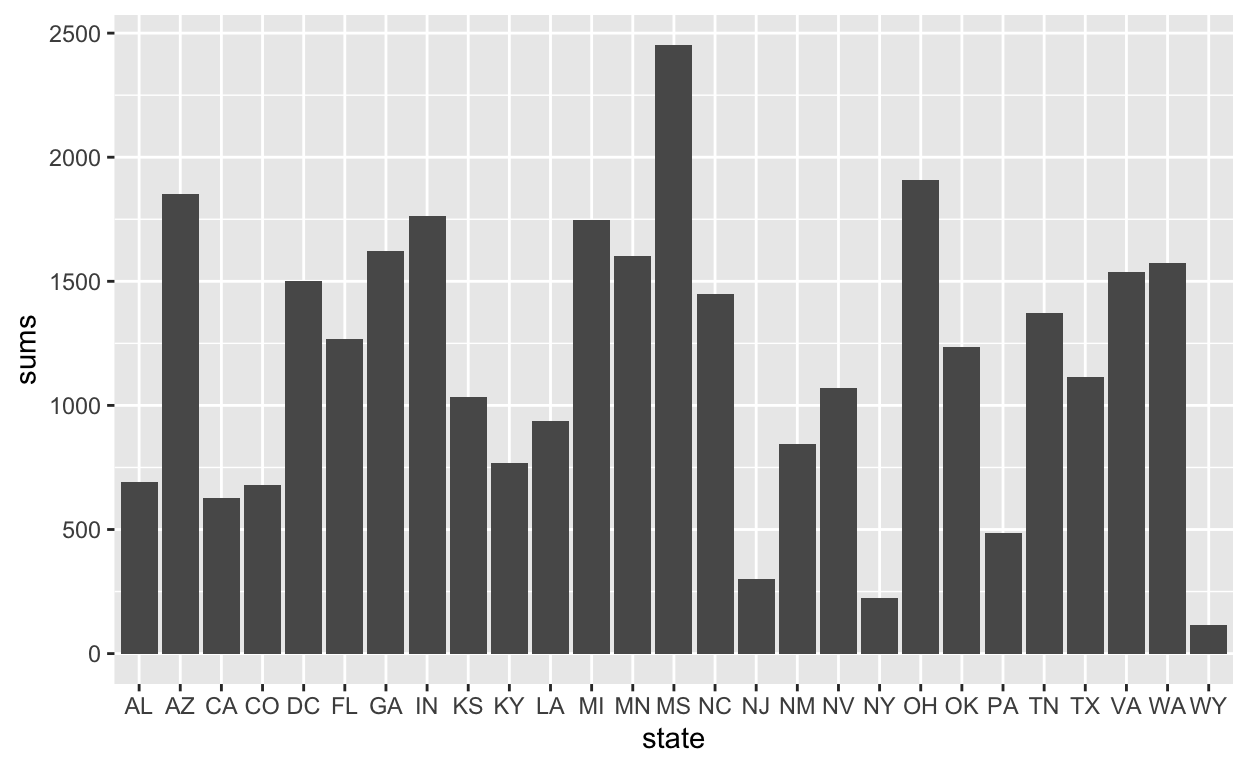 2500
2000
1500
1000
500
0
sums
AL AZ CA CO DC FL GA IN KS KY LA MI MN MS NC NJ NM NV NY OH OK PA TN TX VA WA WY
state